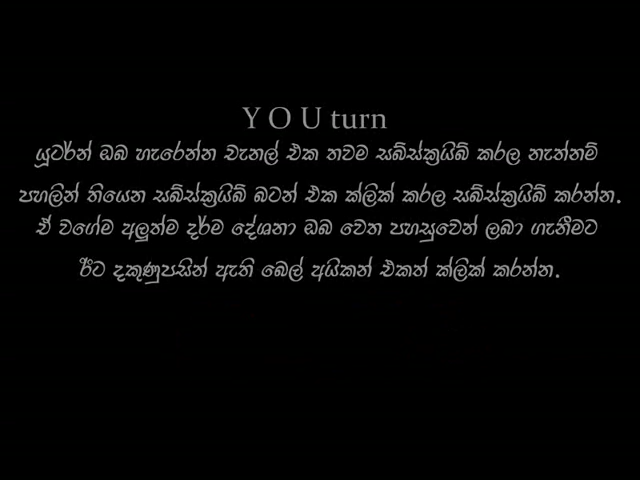 Y O U turn
යූටර්න් ඔබ හැරෙන්න චැනල් එක තවම සබ්ස්ක්‍රයිබ් කරල නැත්නම්
පහලින් තියෙන සබ්ස්ක්‍රයිබ් බටන් එක ක්ලික් කරල සබ්ස්ක්‍රයිබ් කරන්න.
ඒ වගේම අලුත්ම දර්ම දේශනා ඔබ වෙත පහසුවෙන් ලබා ගැනීමට
ඊට දකුණුපසින් ඇති බෙල් අයිකන් එකත් ක්ලික් කරන්න.